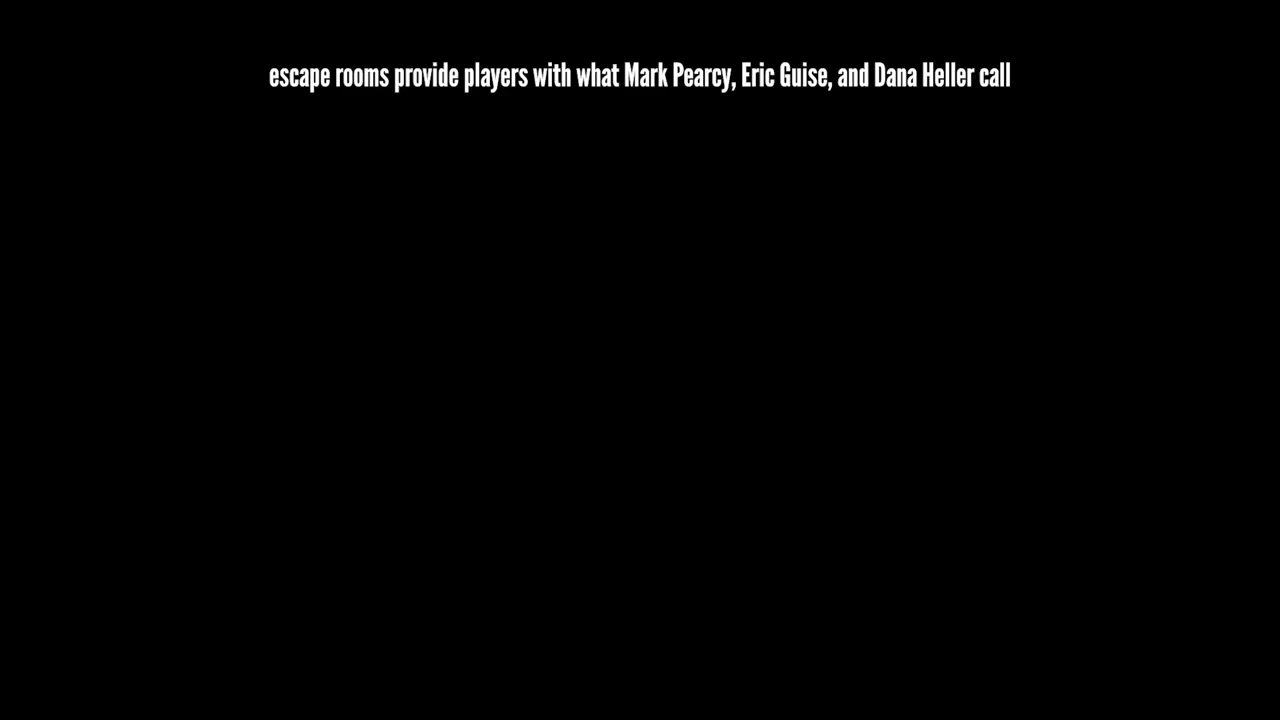 escape rooms provide players with what Mark Pearcy, Eric Guise, and Dana Heller call